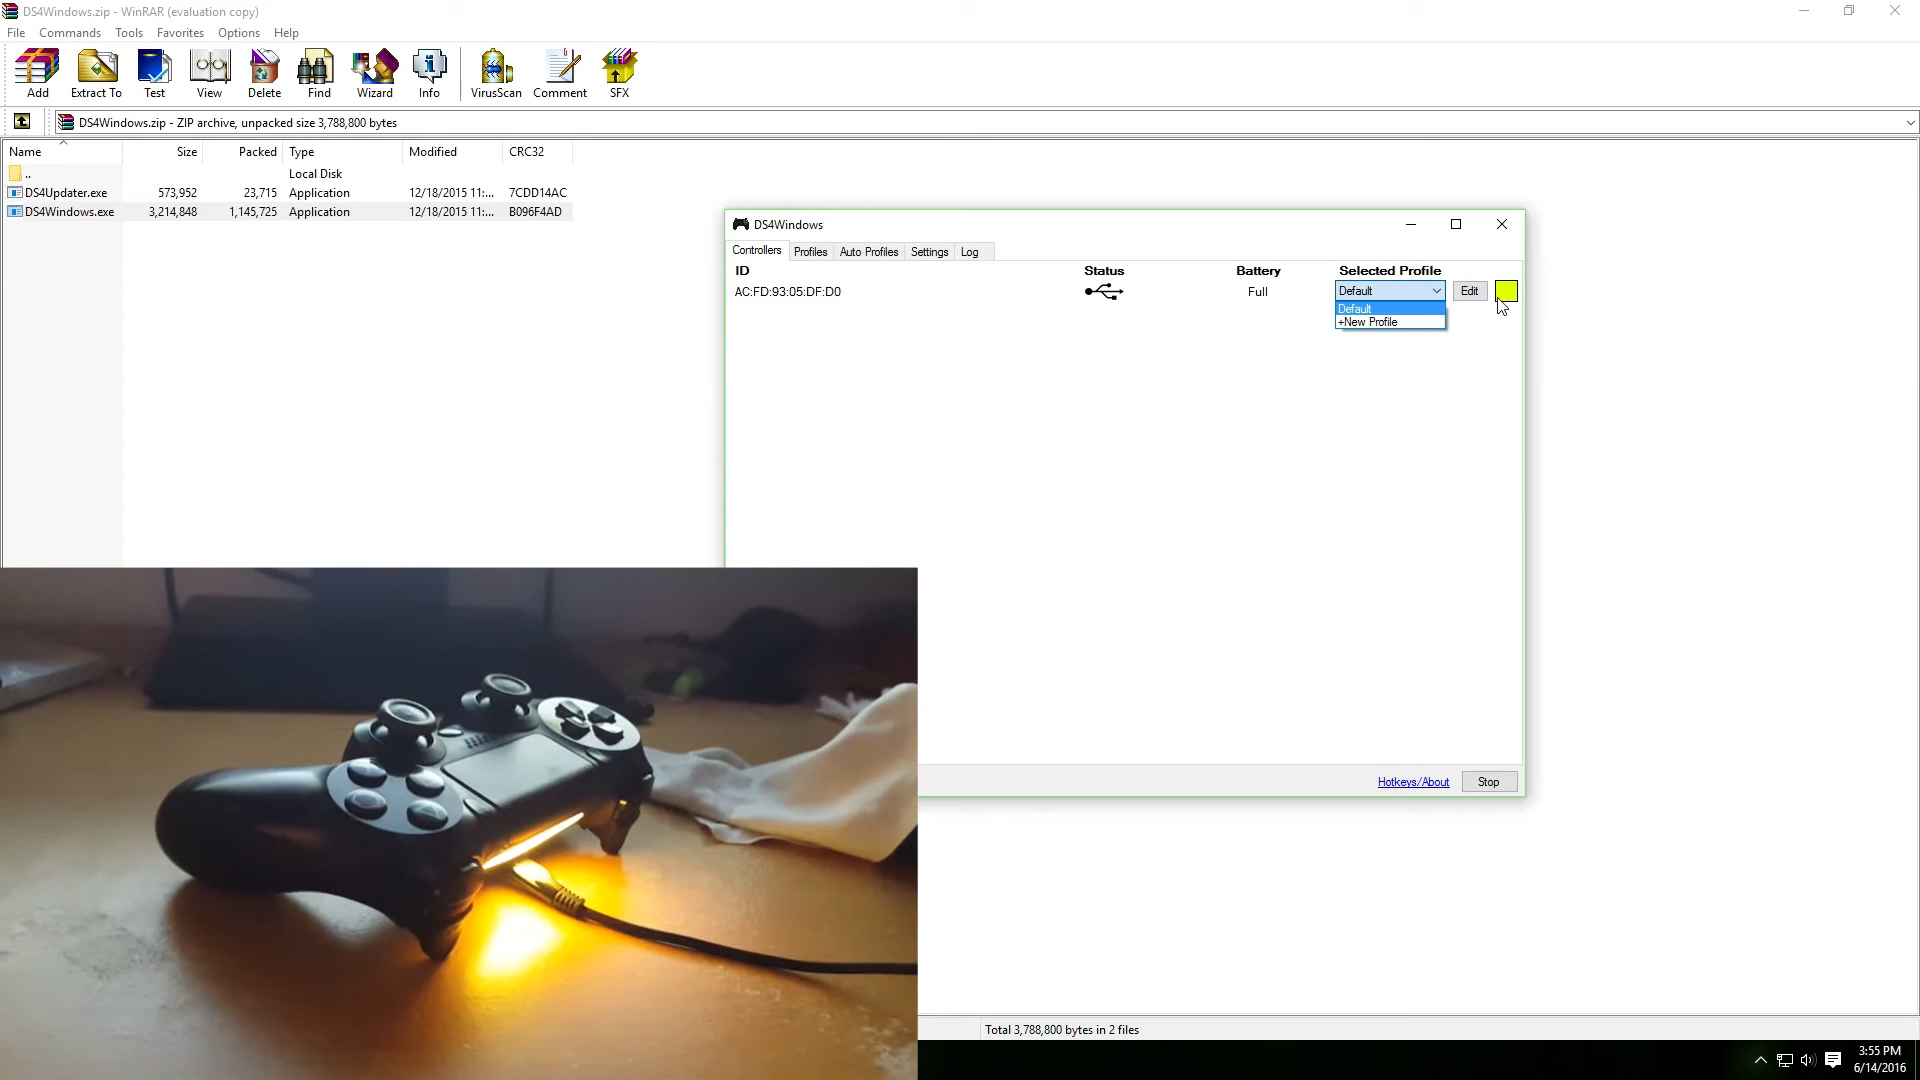 DS4Windows.zip - WinRAR (evaluation copy)
File Commands Tools Favorites Options Help
Add Extract To Test View Delete Find Wizard Info VirusScan Comment SFX
DS4Windows.zip - ZIP archive, unpacked size 3,788,800 bytes
Name Size Packed Type Modified CRC32
.. Local Disk
DS4Updater.exe 573,952 23,715 Application 12/18/2015 11:... 7CDD14AC
DS4Windows.exe 3,214,848 1,145,725 Application 12/18/2015 11:... B096F4AD
DS4Windows
Controllers Profiles Auto Profiles Settings Log
ID Status Battery Selected Profile
AC:FD:93:05:DF:D0 Full Default Edit
Default
+New Profile
Hotkeys/About Stop
Total 3,788,800 bytes in 2 files
3:55 PM
6/14/2016